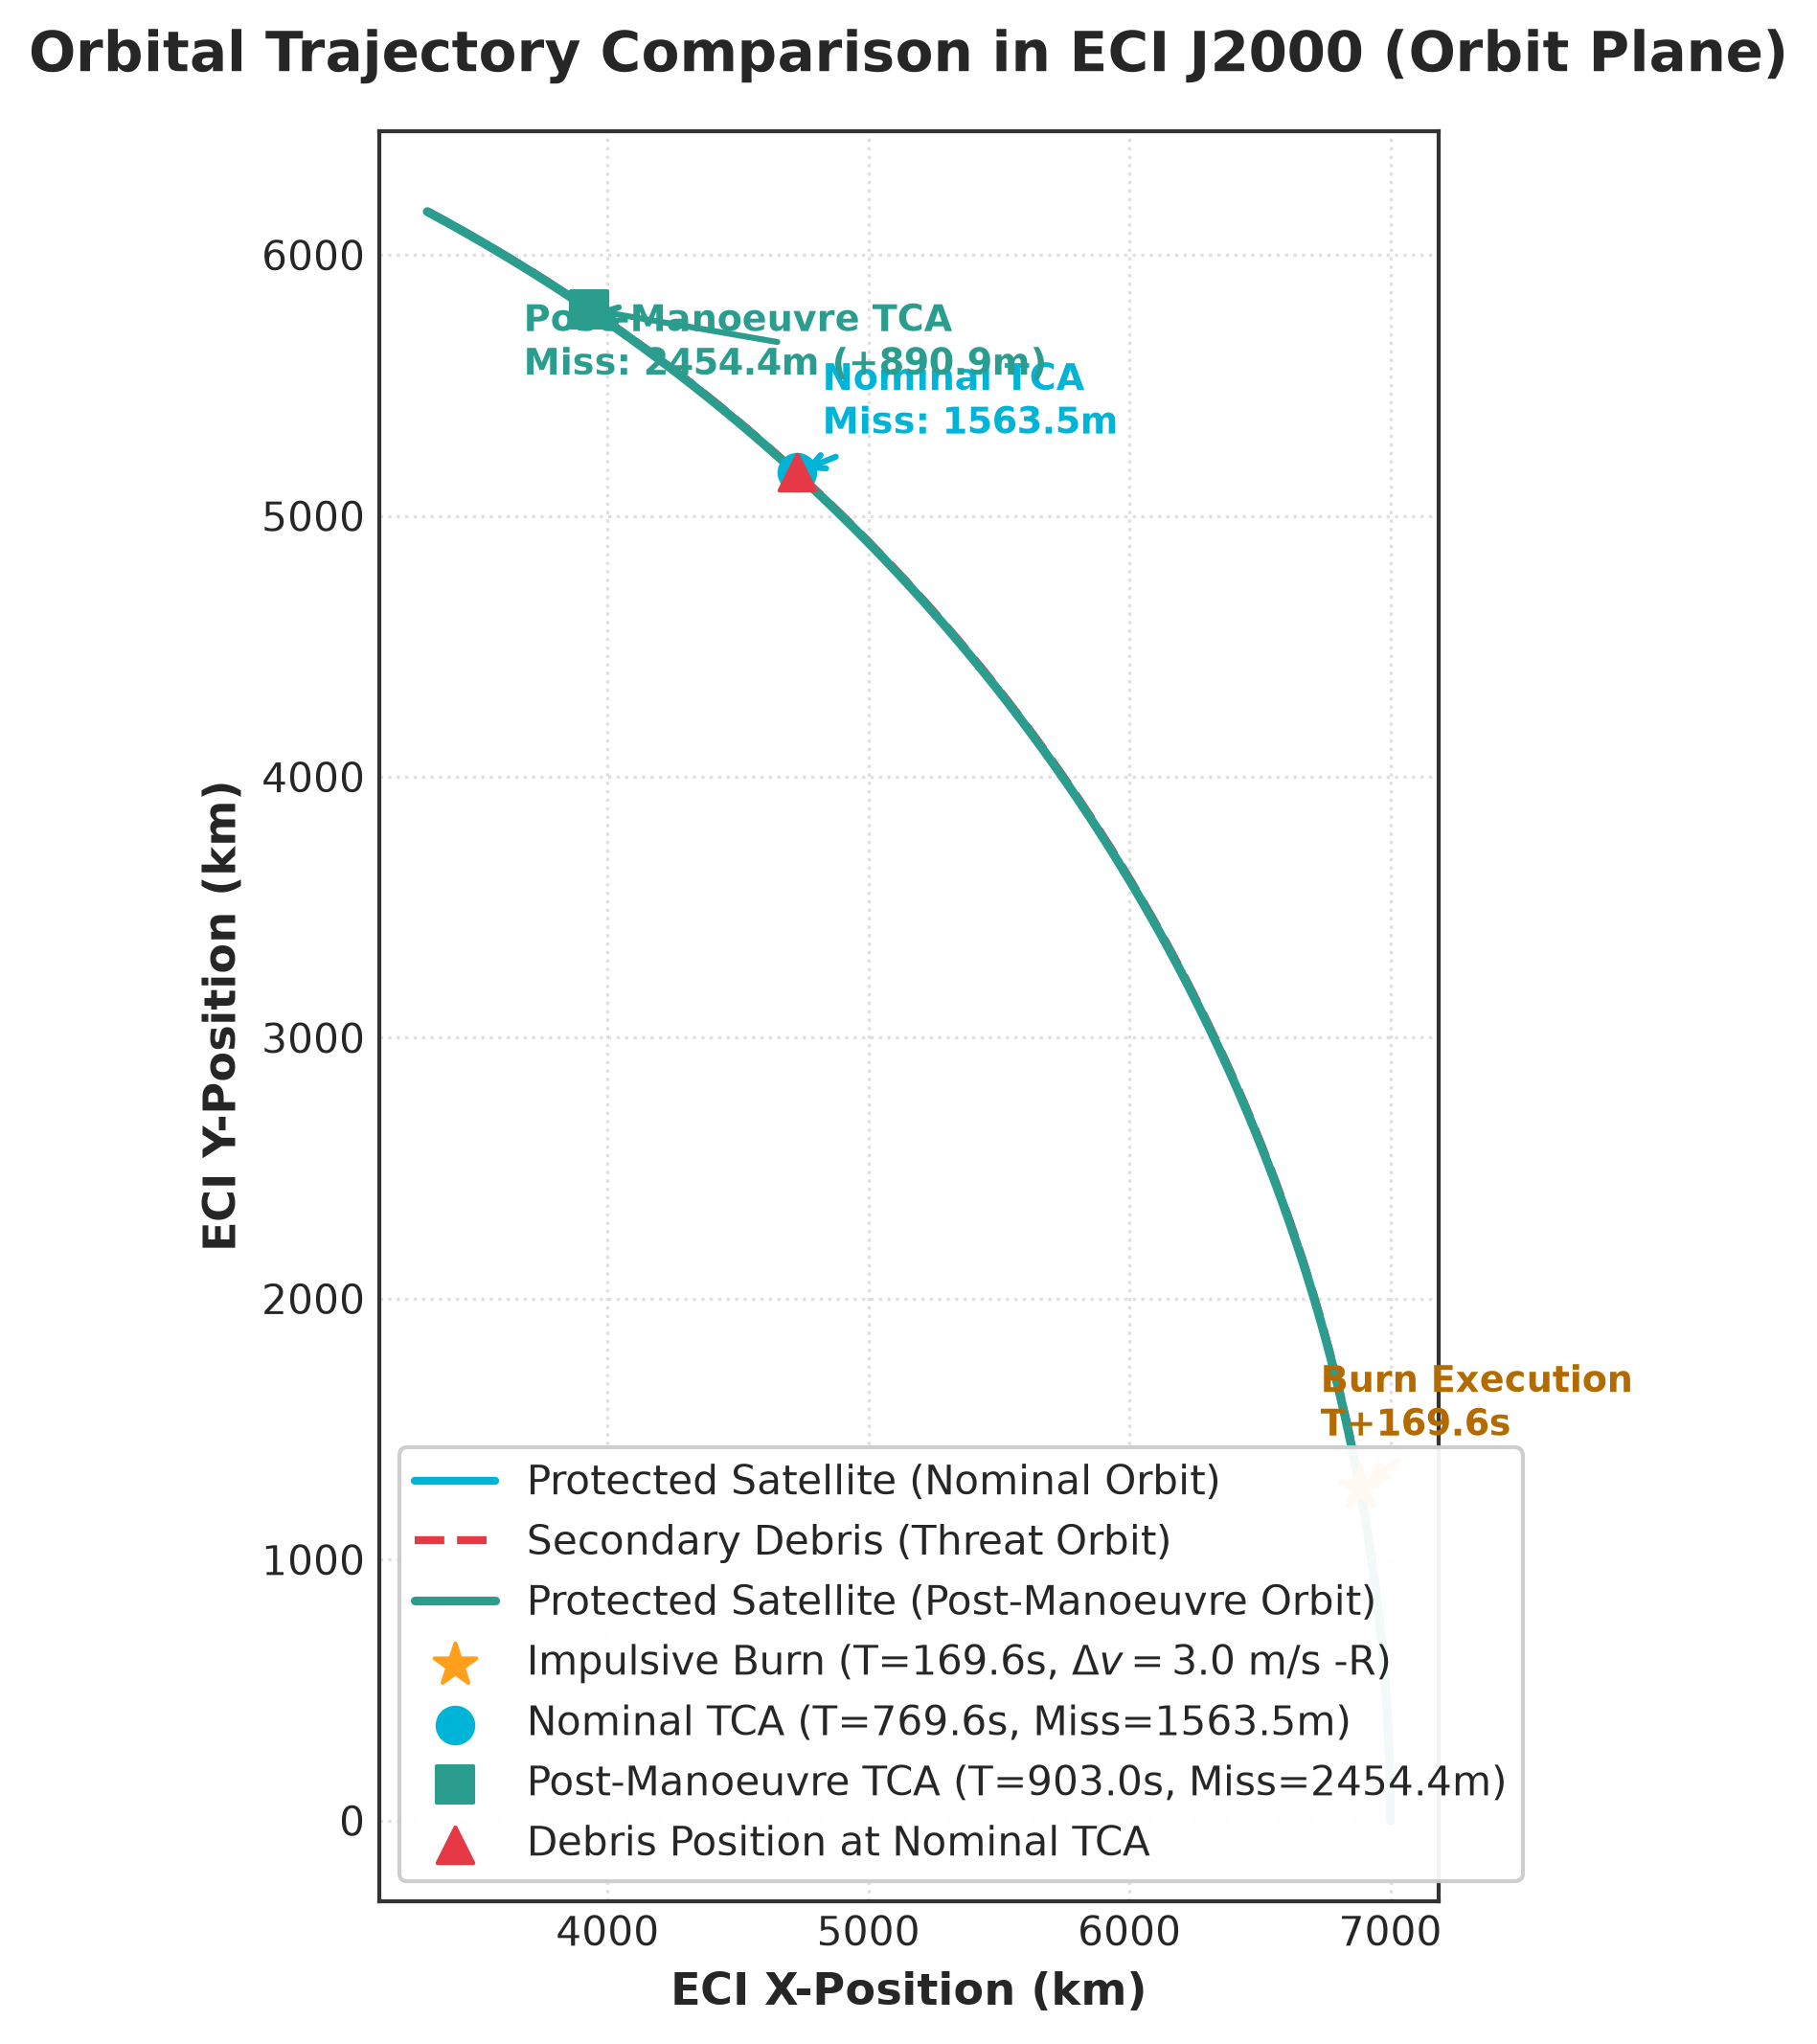 Orbital Trajectory Comparison in ECI J2000 (Orbit Plane)
ECI Y-Position (km)
6000
5000
4000
3000
2000
1000
0
Post-Manoeuvre TCA
Miss: 2454.4m (+890.9m)
Nominal TCA
Miss: 1563.5m
Burn Execution
T+169.6s
Protected Satellite (Nominal Orbit)
Secondary Debris (Threat Orbit)
Protected Satellite (Post-Manoeuvre Orbit)
Impulsive Burn (T=169.6s, Δv = 3.0 m/s -R)
Nominal TCA (T=769.6s, Miss=1563.5m)
Post-Manoeuvre TCA (T=903.0s, Miss=2454.4m)
Debris Position at Nominal TCA
4000 5000 6000 7000
ECI X-Position (km)